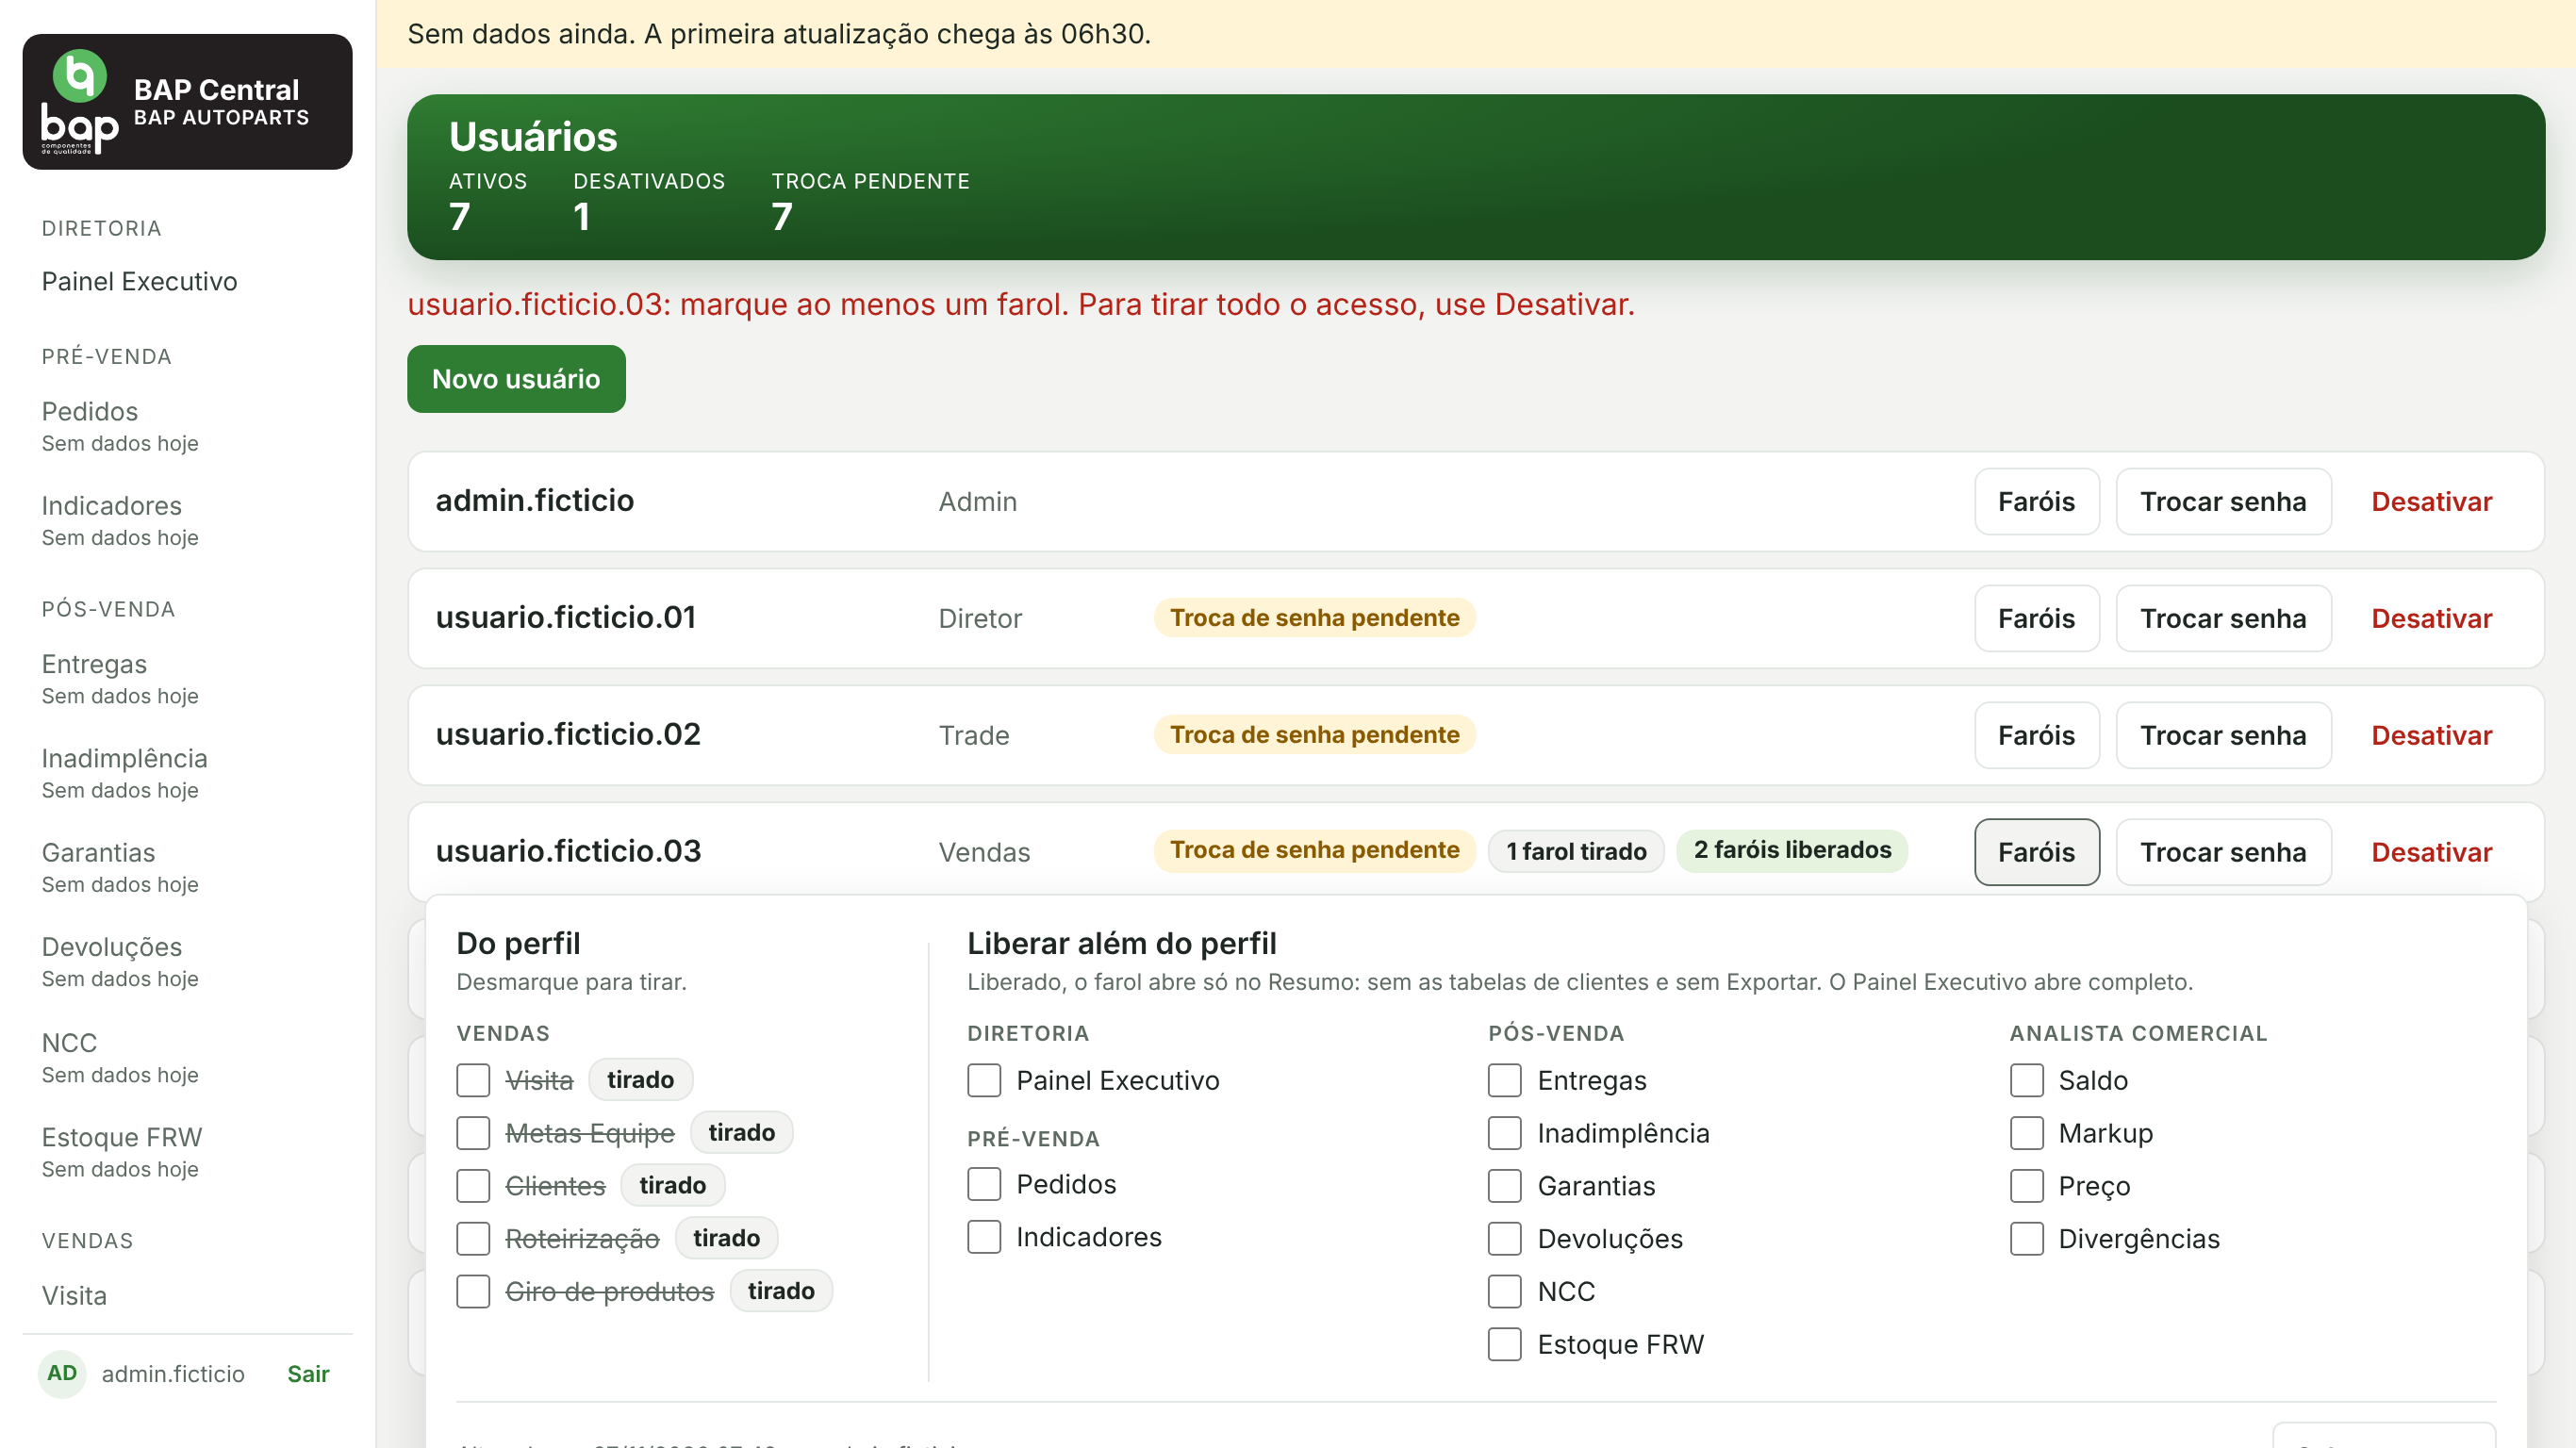 bap
componentes
de qualidade
BAP Central
BAP AUTOPARTS
DIRETORIA
Painel Executivo
PRÉ-VENDA
Pedidos
Sem dados hoje
Indicadores
Sem dados hoje
PÓS-VENDA
Entregas
Sem dados hoje
Inadimplência
Sem dados hoje
Garantias
Sem dados hoje
Devoluções
Sem dados hoje
NCC
Sem dados hoje
Estoque FRW
Sem dados hoje
VENDAS
Visita
AD admin.ficticio Sair
Sem dados ainda. A primeira atualização chega às 06h30.
Usuários
ATIVOS DESATIVADOS TROCA PENDENTE
7 1 7
usuario.ficticio.03: marque ao menos um farol. Para tirar todo o acesso, use Desativar.
Novo usuário
admin.ficticio Admin Faróis Trocar senha Desativar
usuario.ficticio.01 Diretor Troca de senha pendente Faróis Trocar senha Desativar
usuario.ficticio.02 Trade Troca de senha pendente Faróis Trocar senha Desativar
usuario.ficticio.03 Vendas Troca de senha pendente 1 farol tirado 2 faróis liberados Faróis Trocar senha Desativar
Do perfil
Desmarque para tirar.
VENDAS
Visita tirado
Metas Equipe tirado
Clientes tirado
Roteirização tirado
Giro de produtos tirado
Liberar além do perfil
Liberado, o farol abre só no Resumo: sem as tabelas de clientes e sem Exportar. O Painel Executivo abre completo.
DIRETORIA
Painel Executivo
PRÉ-VENDA
Pedidos
Indicadores
PÓS-VENDA
Entregas
Inadimplência
Garantias
Devoluções
NCC
Estoque FRW
ANALISTA COMERCIAL
Saldo
Markup
Preço
Divergências